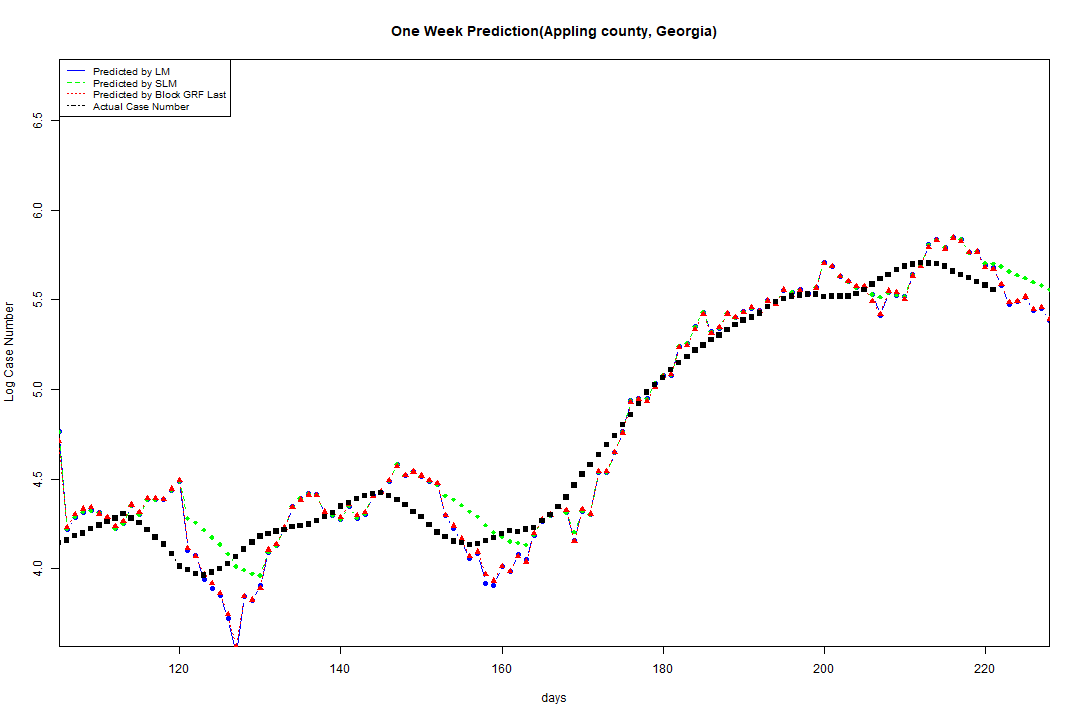 One Week Prediction(Appling county, Georgia)
Predicted by LM
Predicted by SLM
Predicted by Block GRF Last
Actual Case Number
6.5
6.0
5.5
5.0
4.5
4.0
Log Case Number
120 140 160 180 200 220
days